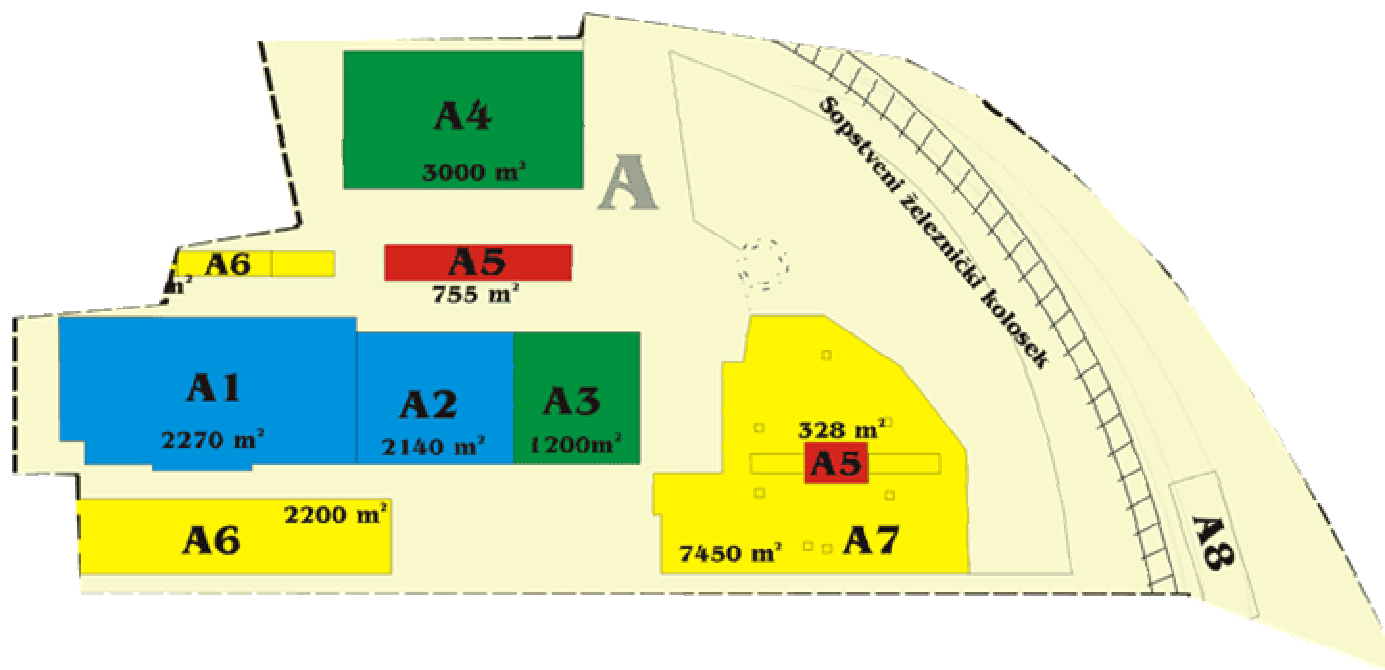 A4
3000 m²
A
Sopstveni železnički kolosek
A6
m²
A5
755 m²
A1
2270 m²
A2
2140 m²
A3
1200m²
328 m²
A5
A6
2200 m²
7450 m²
A7
A8